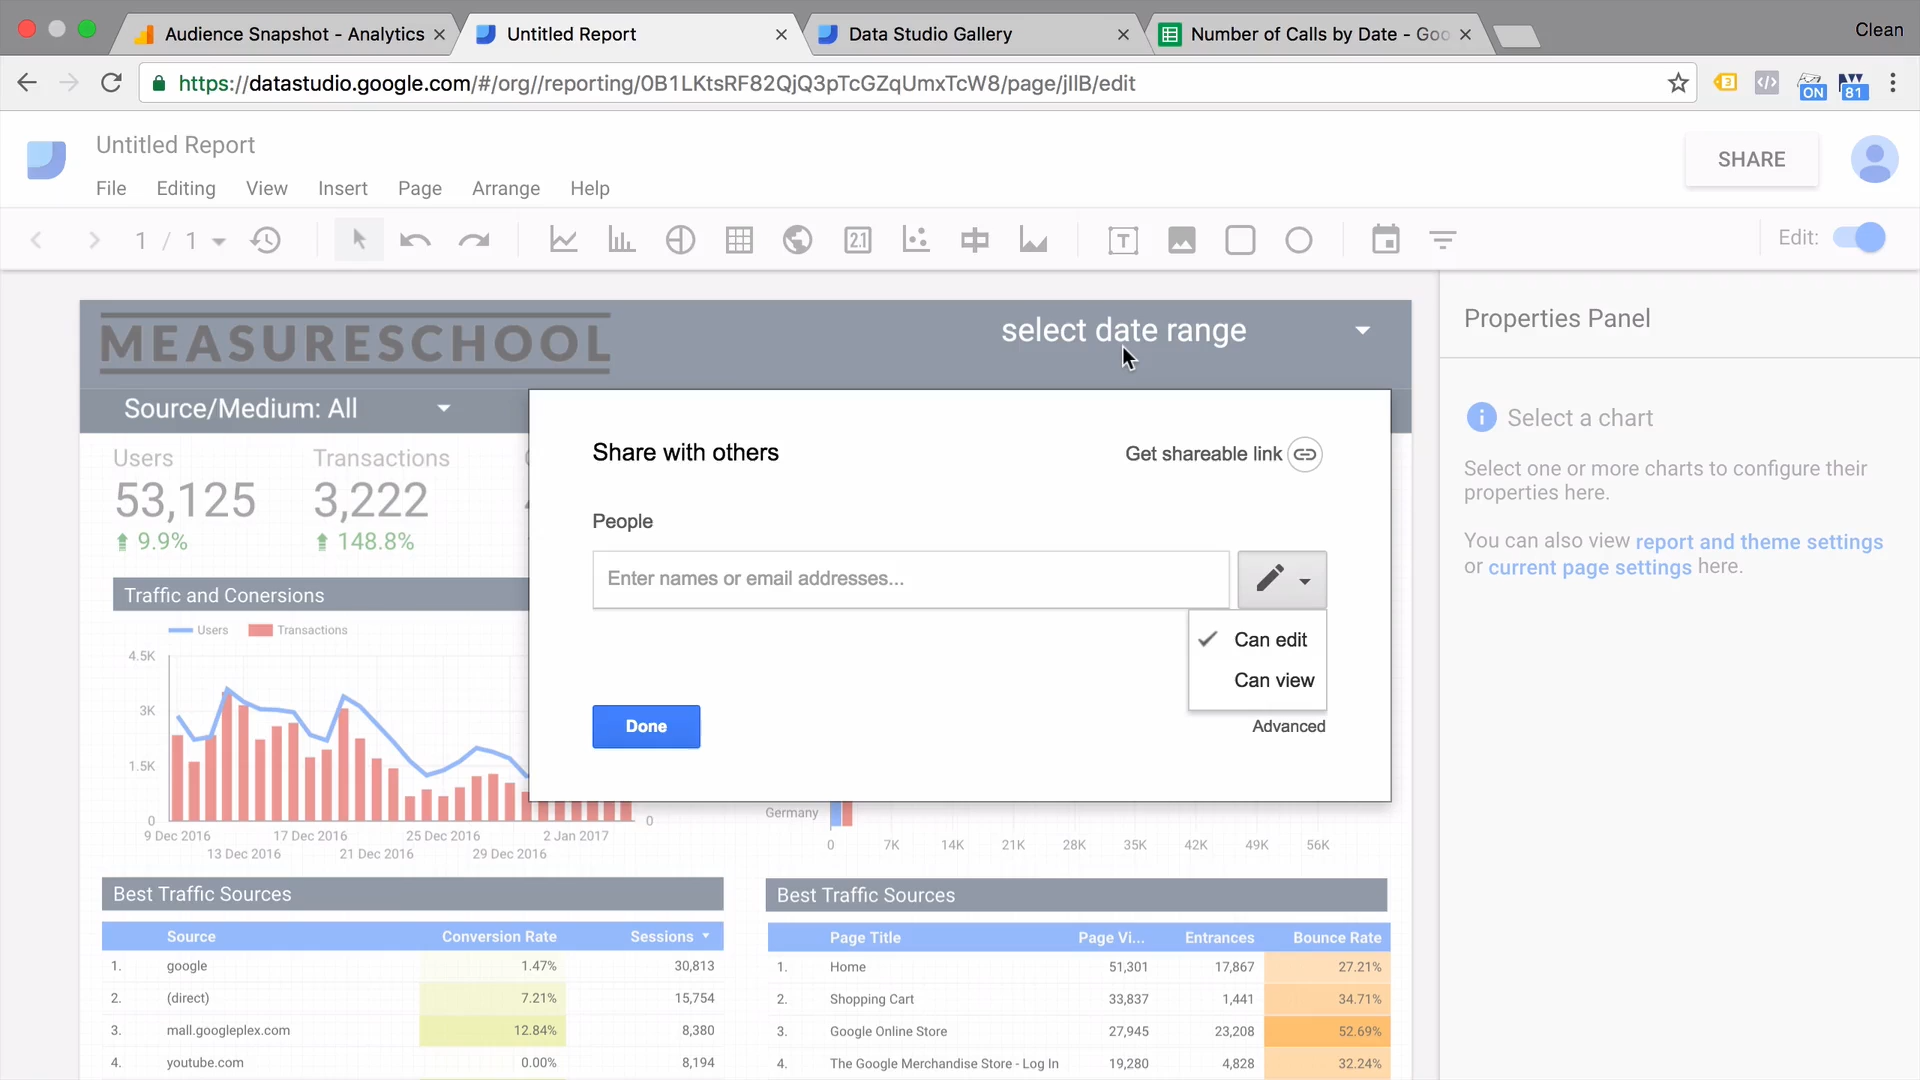 Audience Snapshot - Analytics
Untitled Report
Data Studio Gallery
Number of Calls by Date - Goo
Clean
https://datastudio.google.com/#/org//reporting/0B1LKtsRF82QjQ3pTcGZqUmxTcW8/page/jIlB/edit
3
ON
81
Untitled Report
SHARE
File Editing View Insert Page Arrange Help
1 / 1
2.1
T
Edit:
MEASURESCHOOL
select date range
Source/Medium: All
Users
53,125
9.9%
Transactions
3,222
148.8%
Properties Panel
Select a chart
Select one or more charts to configure their
properties here.
You can also view report and theme settings
or current page settings here.
Share with others
Get shareable link
People
Enter names or email addresses...
Can edit
Can view
Done
Advanced
Traffic and Conersions
Users Transactions
4.5K
3K
1.5K
0
0
9 Dec 2016 17 Dec 2016 25 Dec 2016 2 Jan 2017
13 Dec 2016 21 Dec 2016 29 Dec 2016
Germany
0 7K 14K 21K 28K 35K 42K 49K 56K
Best Traffic Sources
Source Conversion Rate Sessions
1. google 1.47% 30,813
2. (direct) 7.21% 15,754
3. mall.googleplex.com 12.84% 8,380
4. youtube.com 0.00% 8,194
Best Traffic Sources
Page Title Page Vi... Entrances Bounce Rate
1. Home 51,301 17,867 27.21%
2. Shopping Cart 33,837 1,441 34.71%
3. Google Online Store 27,945 23,208 52.69%
4. The Google Merchandise Store - Log In 19,280 4,828 32.24%